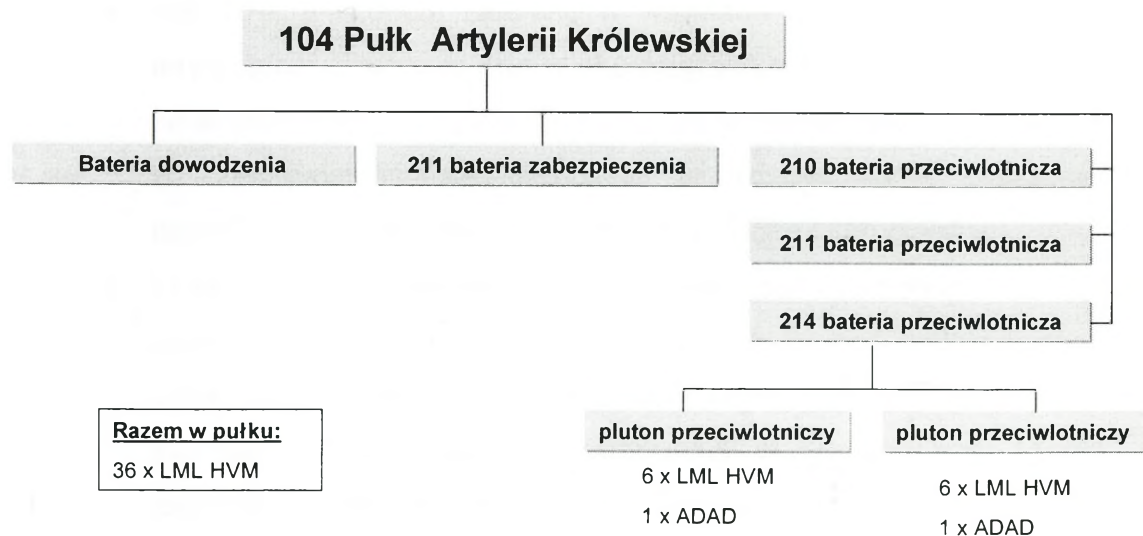 104 Pułk Artylerii Królewskiej
Bateria dowodzenia
211 bateria zabezpieczenia
210 bateria przeciwlotnicza
211 bateria przeciwlotnicza
214 bateria przeciwlotnicza
Razem w pułku:
36 x LML HVM
pluton przeciwlotniczy
6 x LML HVM
1 x ADAD
pluton przeciwlotniczy
6 x LML HVM
1 x ADAD